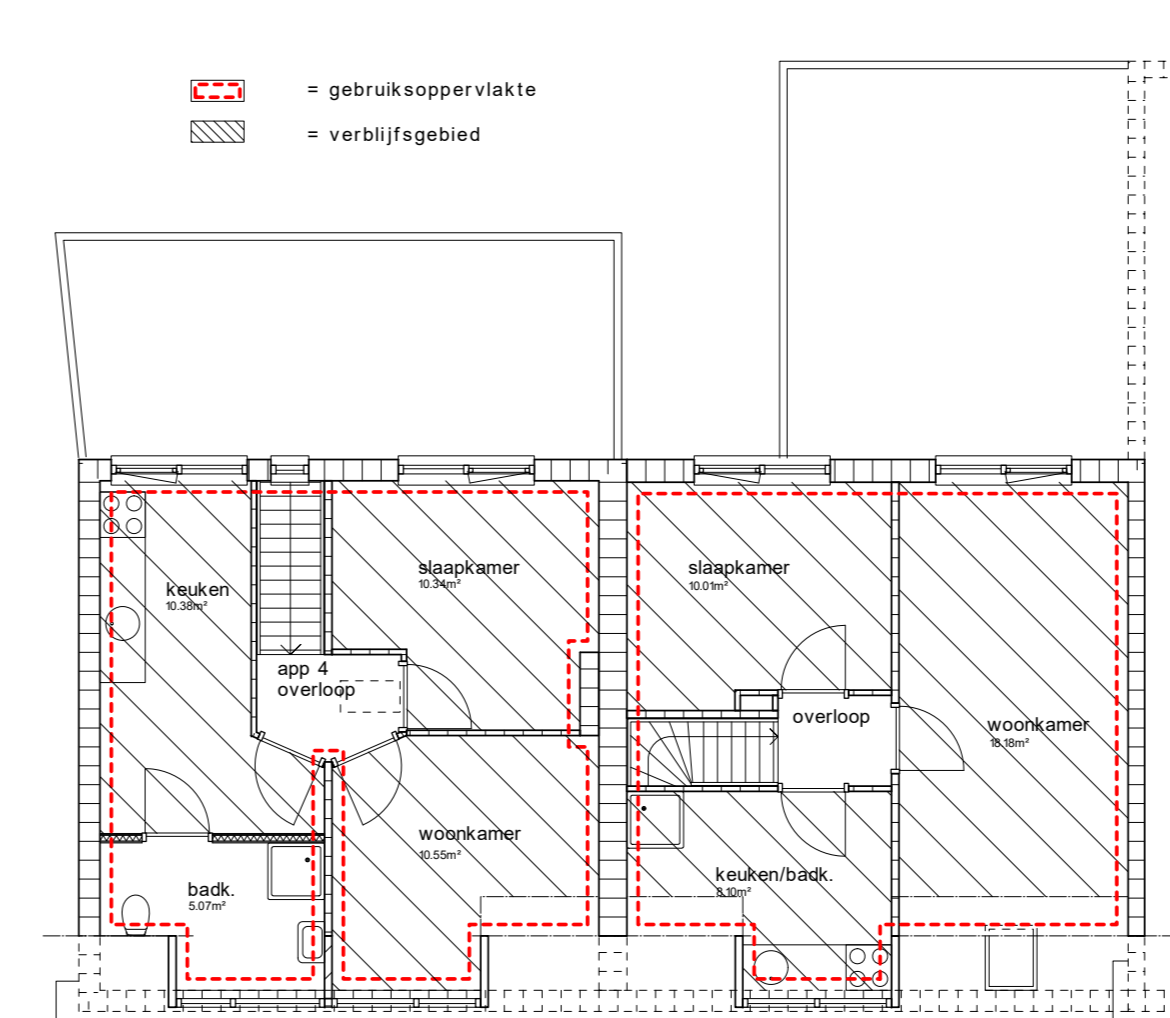 = gebruiksoppervlakte
= verblijfsgebied
keuken
10.38m²
slaapkamer
10.34m²
slaapkamer
10.01m²
app 4
overloop
overloop
woonkamer
18.18m²
woonkamer
10.55m²
badk.
5.07m²
keuken/badk.
8.10m²